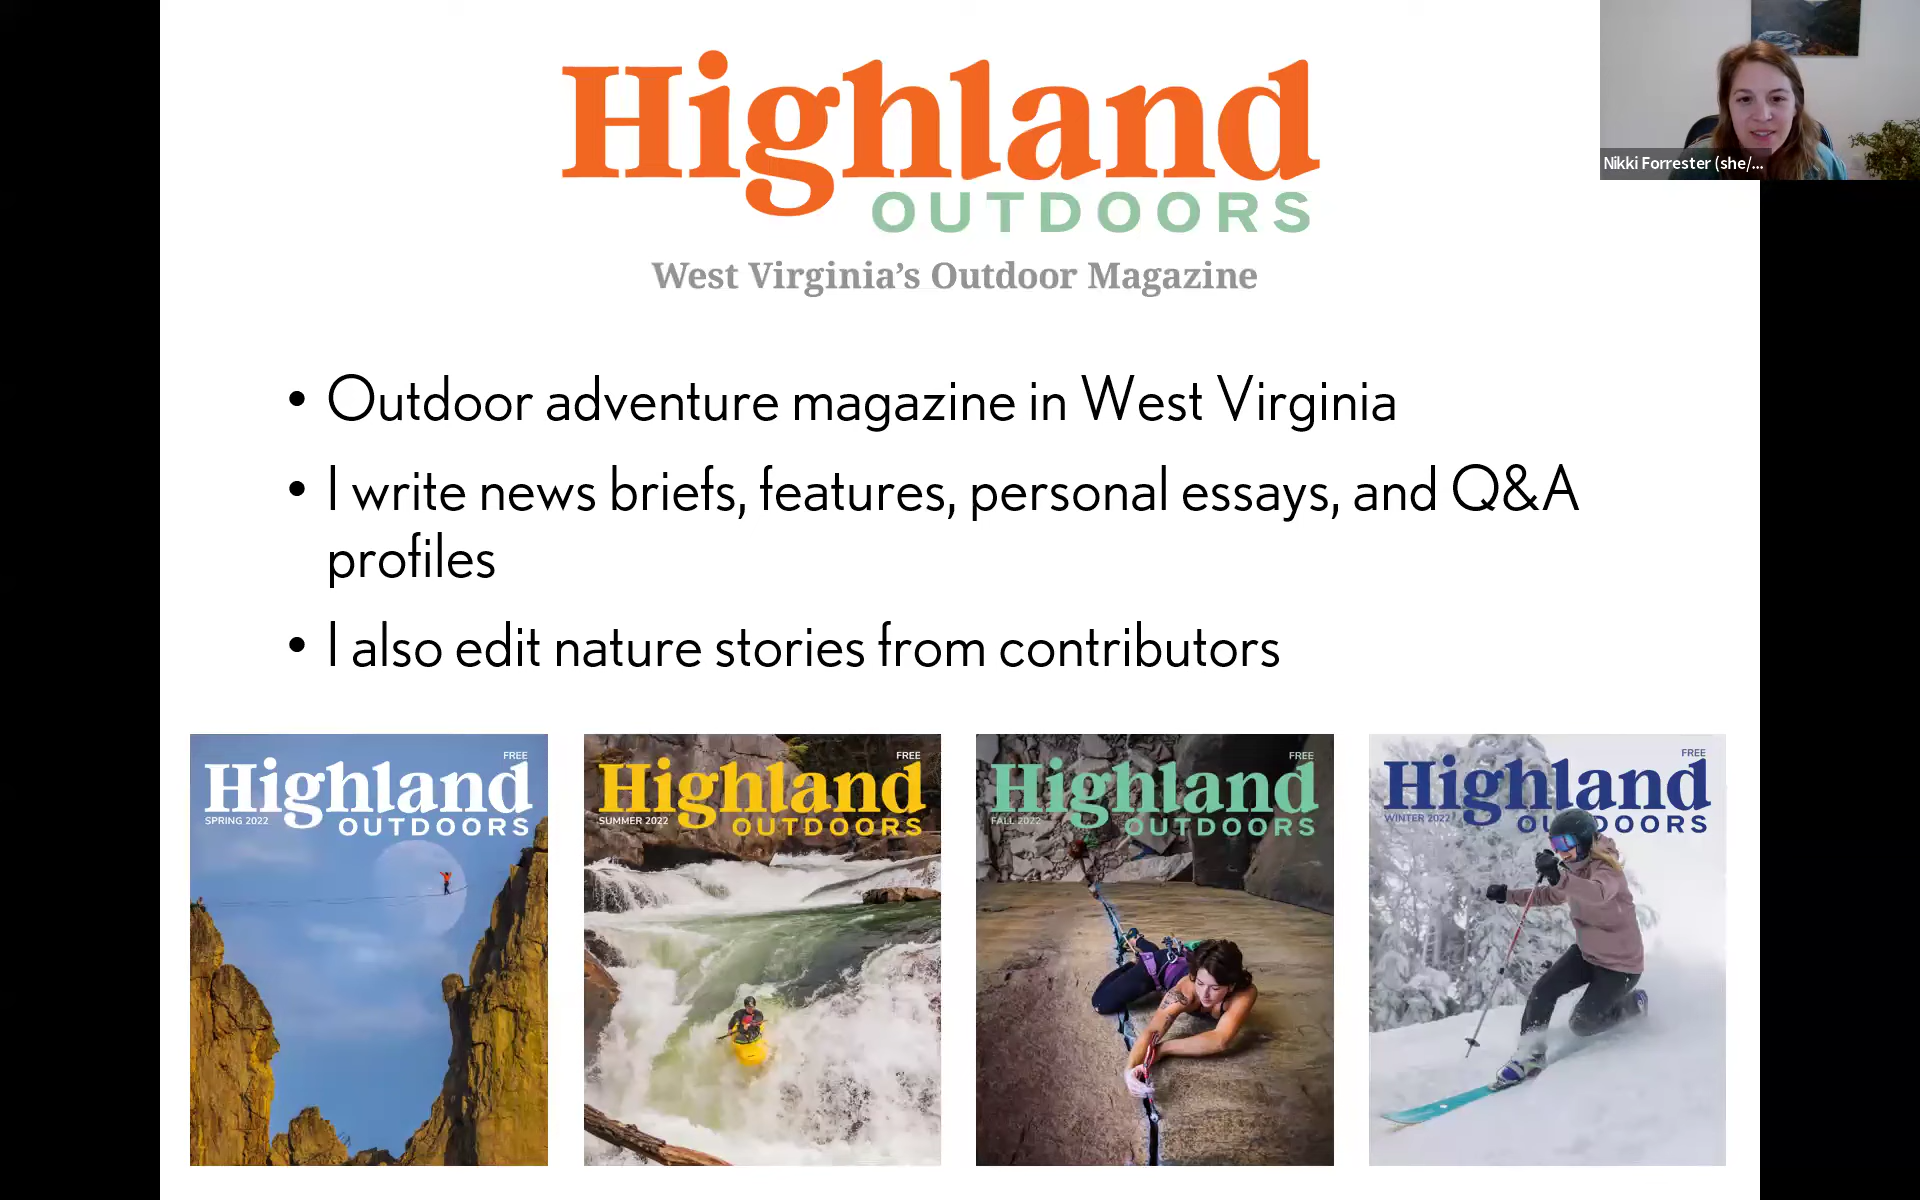 Highland
OUTDOORS
West Virginia's Outdoor Magazine
Nikki Forrester (she/...
• Outdoor adventure magazine in West Virginia
• I write news briefs, features, personal essays, and Q&A
profiles
• I also edit nature stories from contributors
FREE
Highland
SPRING 2022
OUTDOORS
FREE
Highland
SUMMER 2022
OUTDOORS
FREE
Highland
FALL 2022
OUTDOORS
FREE
Highland
WINTER 2022
OUTDOORS